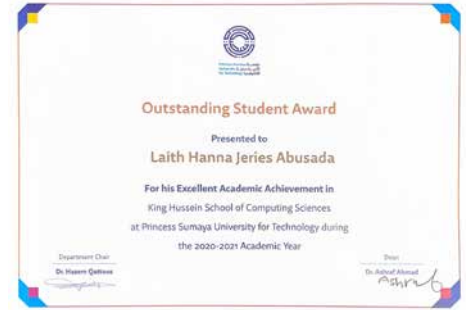 Outstanding Student Award
Presented to
Laith Hanna Jeries Abusada
For his Excellent Academic Achievement in
King Hussein School of Computing Sciences
at Princess Sumaya University for Technology during
the 2020-2021 Academic Year
Department Chair
Dean
Dr. Hazem Qattous
Dr. Ashraf Ahmad